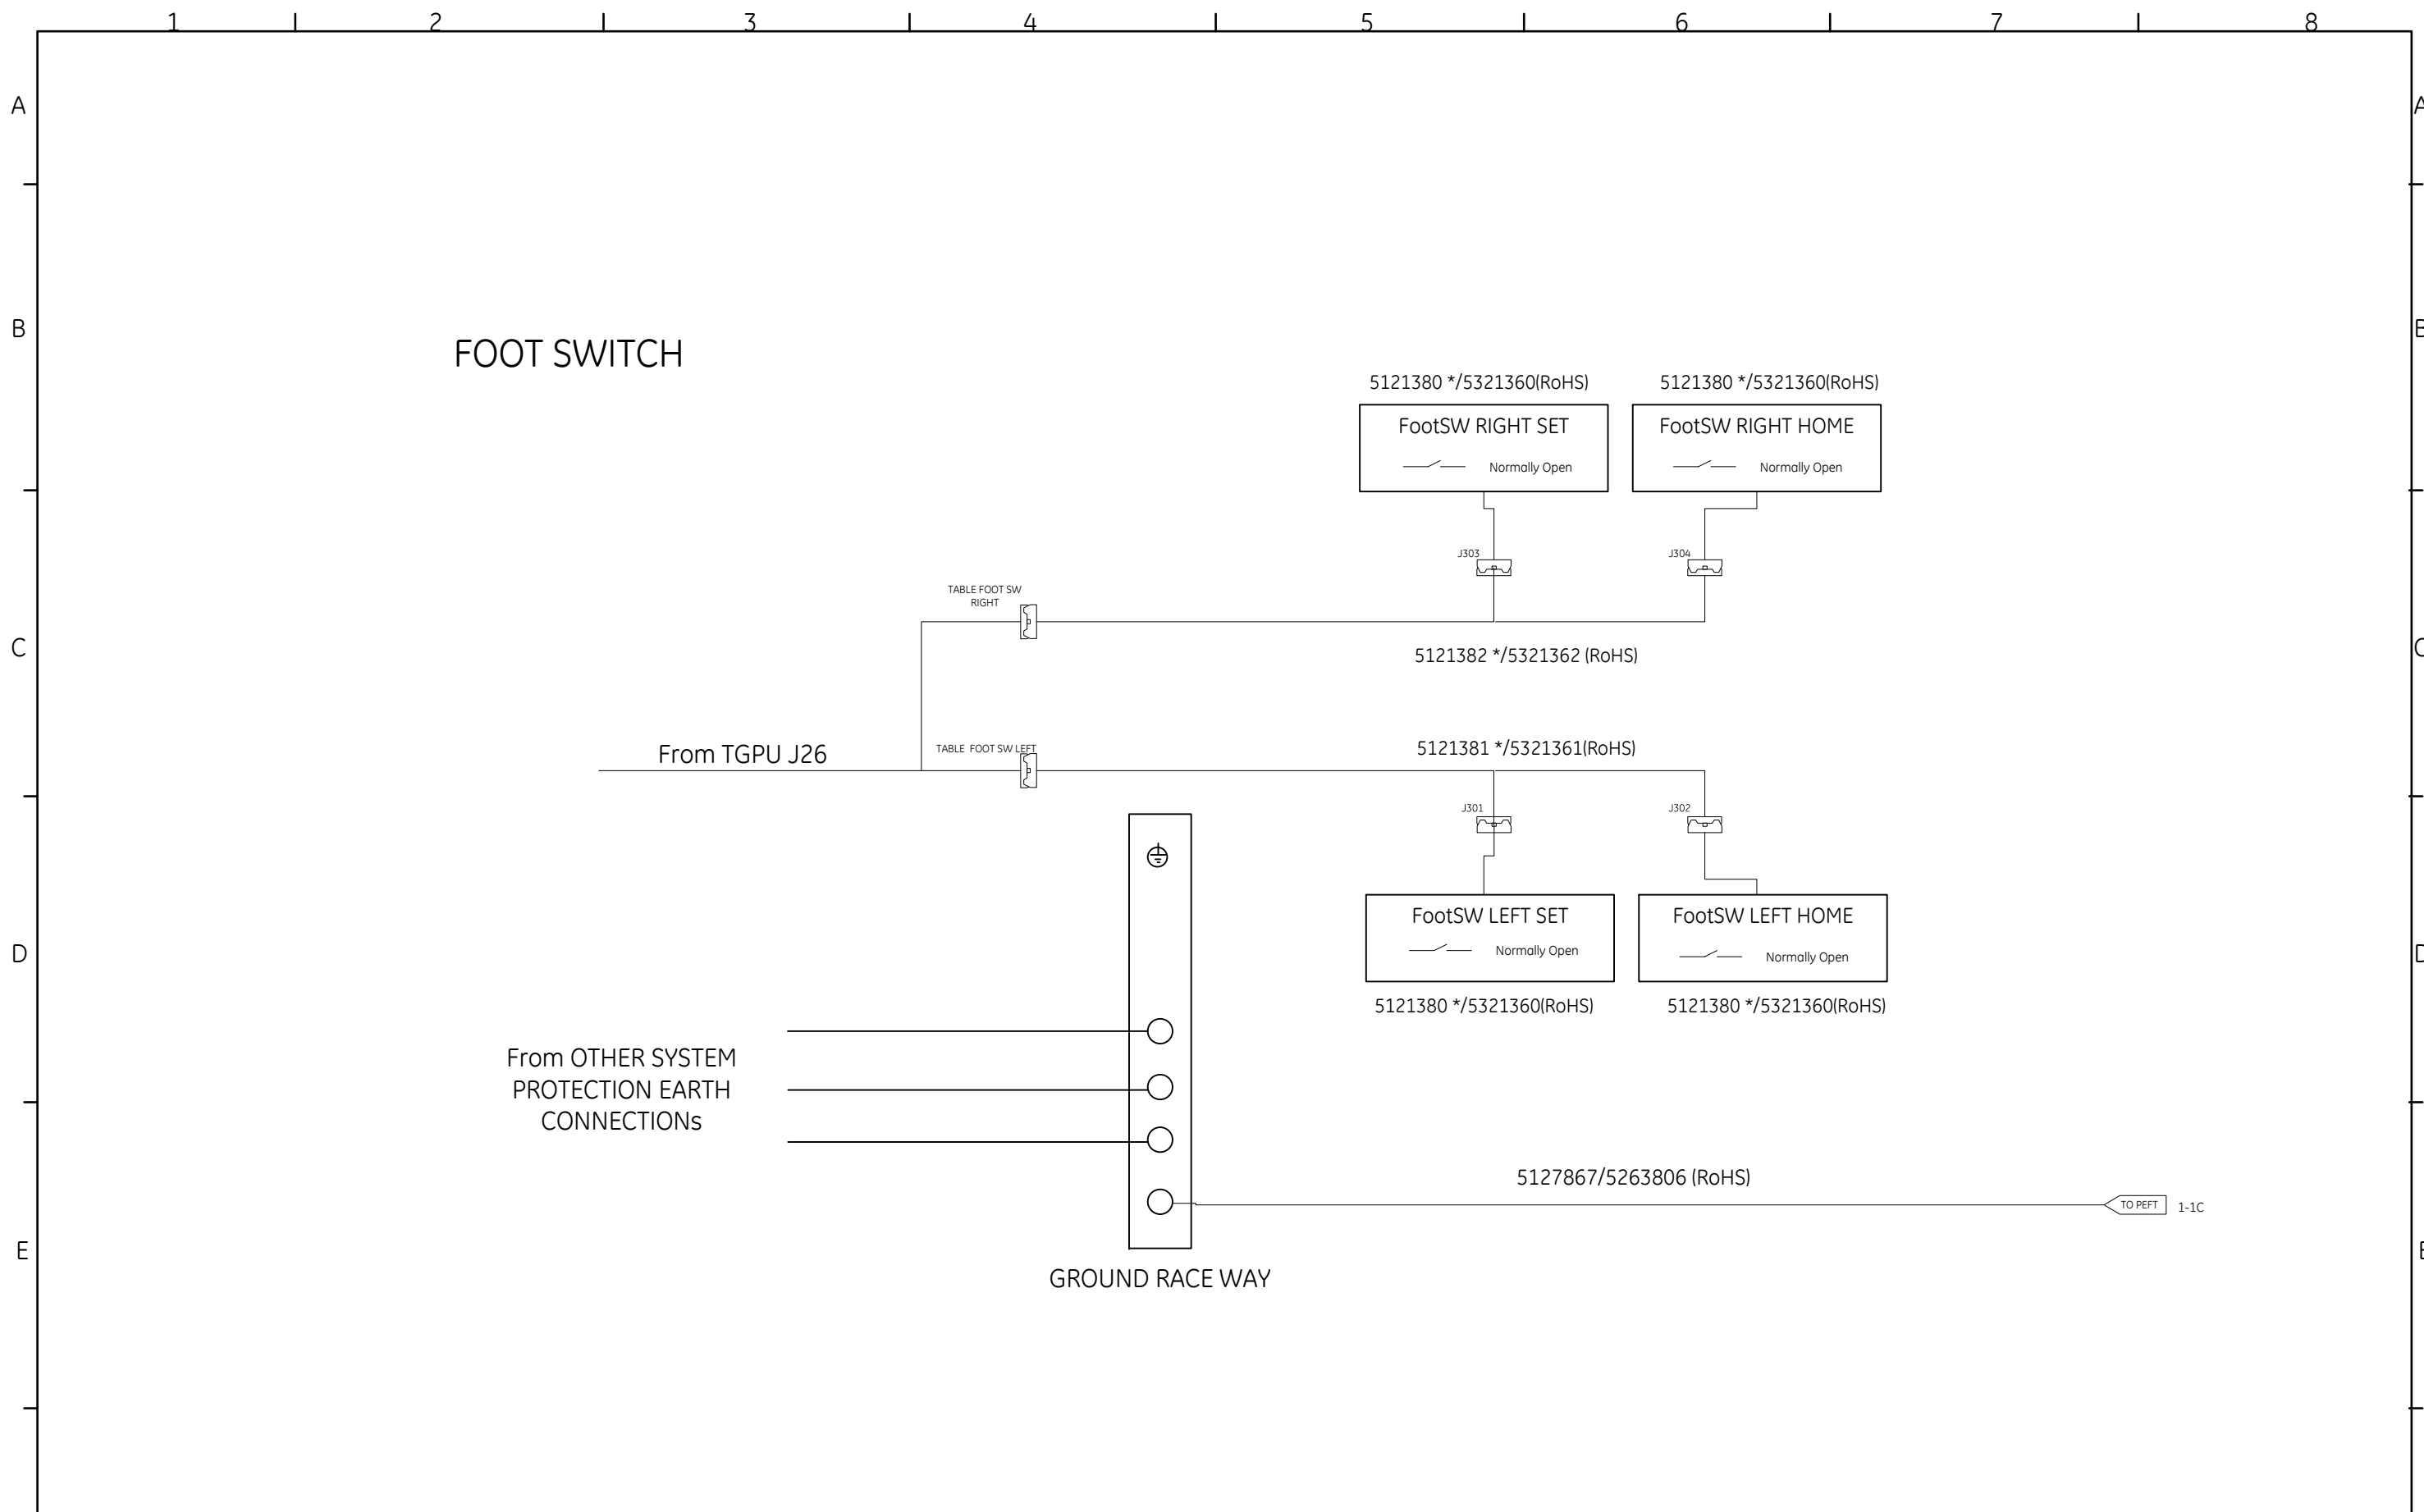 1 2 3 4 5 6 7 8
A A
B B
FOOT SWITCH
5121380 */5321360(RoHS) 5121380 */5321360(RoHS)
FootSW RIGHT SET FootSW RIGHT HOME
Normally Open Normally Open
J303 J304
TABLE FOOT SW
RIGHT
C C
5121382 */5321362 (RoHS)
From TGPU J26
TABLE FOOT SW LEFT
5121381 */5321361(RoHS)
J301 J302
FootSW LEFT SET FootSW LEFT HOME
Normally Open Normally Open
D D
5121380 */5321360(RoHS) 5121380 */5321360(RoHS)
From OTHER SYSTEM
PROTECTION EARTH
CONNECTIONs
5127867/5263806 (RoHS)
TO PEFT 1-1C
E E
GROUND RACE WAY